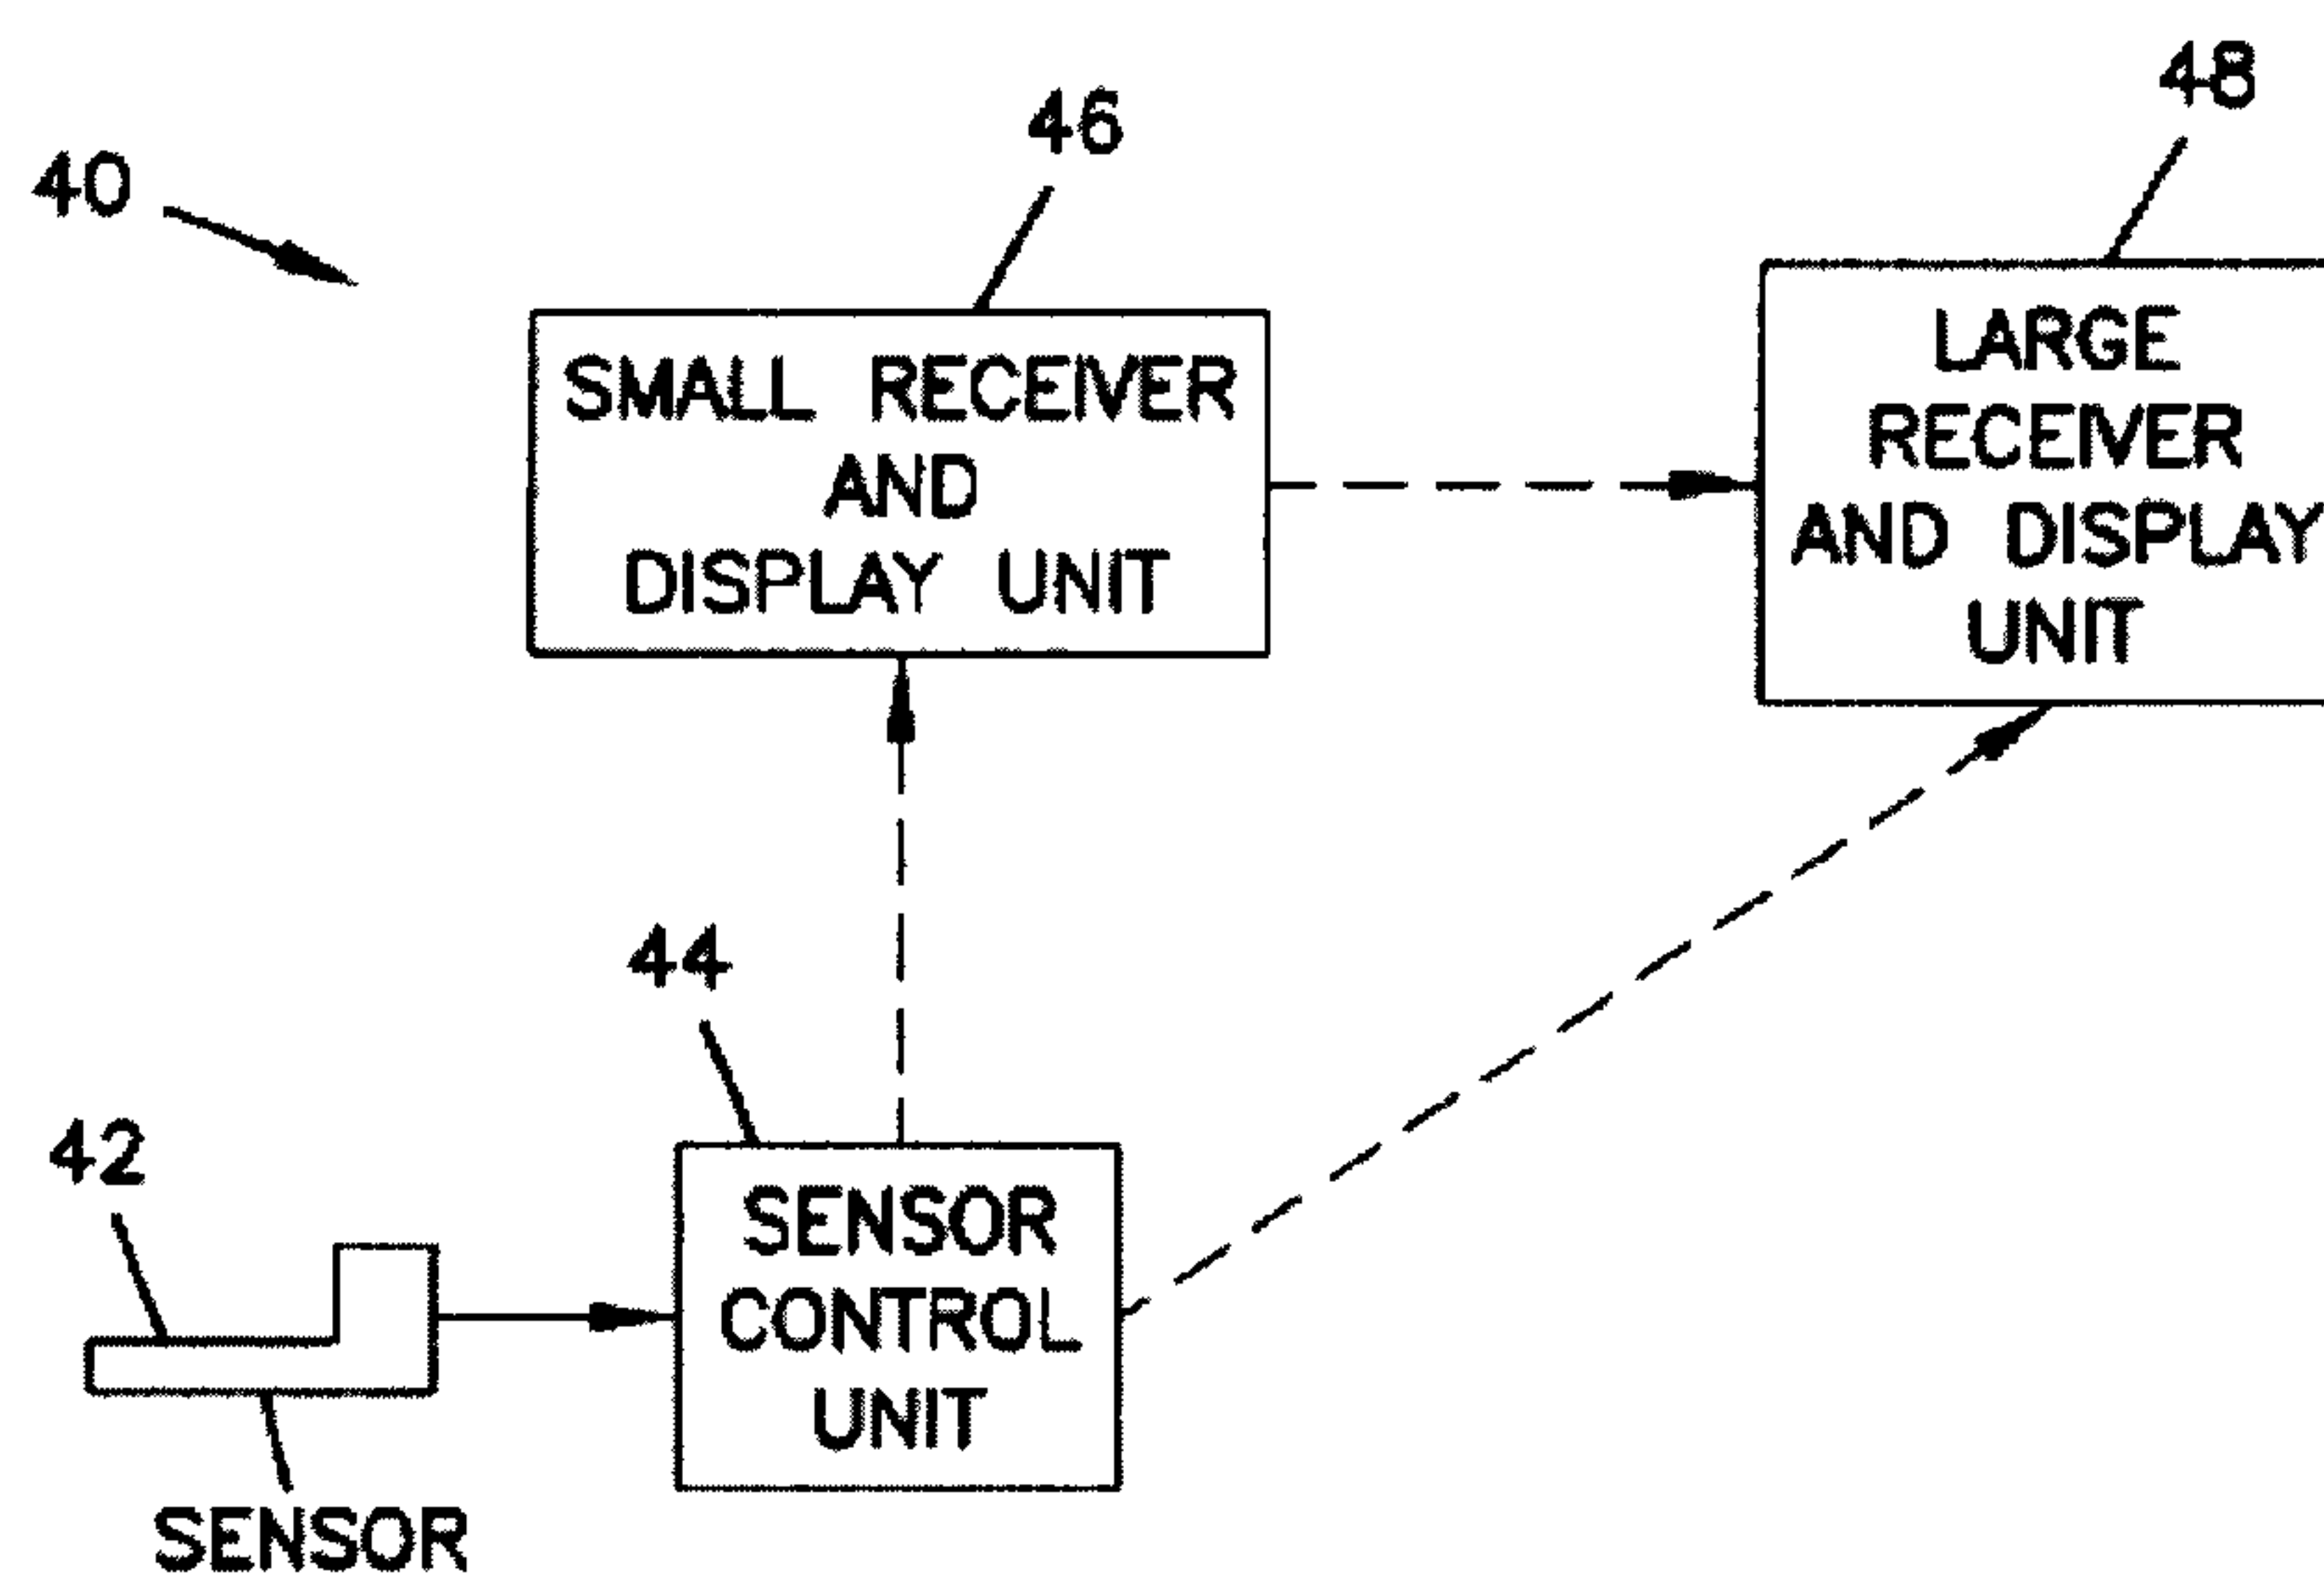 40
46
48
SMALL RECEIVER
AND
DISPLAY UNIT
LARGE
RECEIVER
AND DISPLAY
UNIT
44
42
SENSOR
CONTROL
UNIT
SENSOR